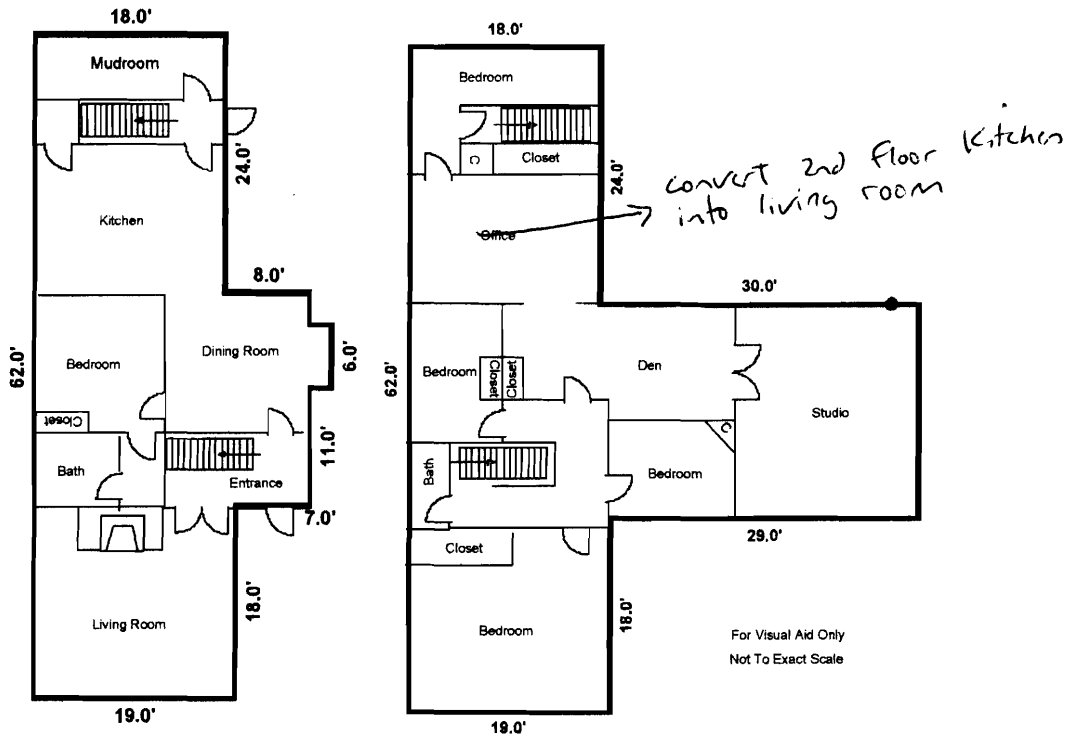 18.0'
Mudroom
24.0'
Kitchen
8.0'
Dining Room
6.0'
62.0'
Bedroom
Closet
11.0'
Bath
Entrance
7.0'
18.0'
Living Room
19.0'
18.0'
Bedroom
C
Closet
24.0'
convert 2nd Floor Kitchen
into living room
Office
30.0'
62.0'
Bedroom
Closet
Closet
Den
Studio
C
Bath
Bedroom
29.0'
Closet
18.0'
Bedroom
For Visual Aid Only
Not To Exact Scale
19.0'